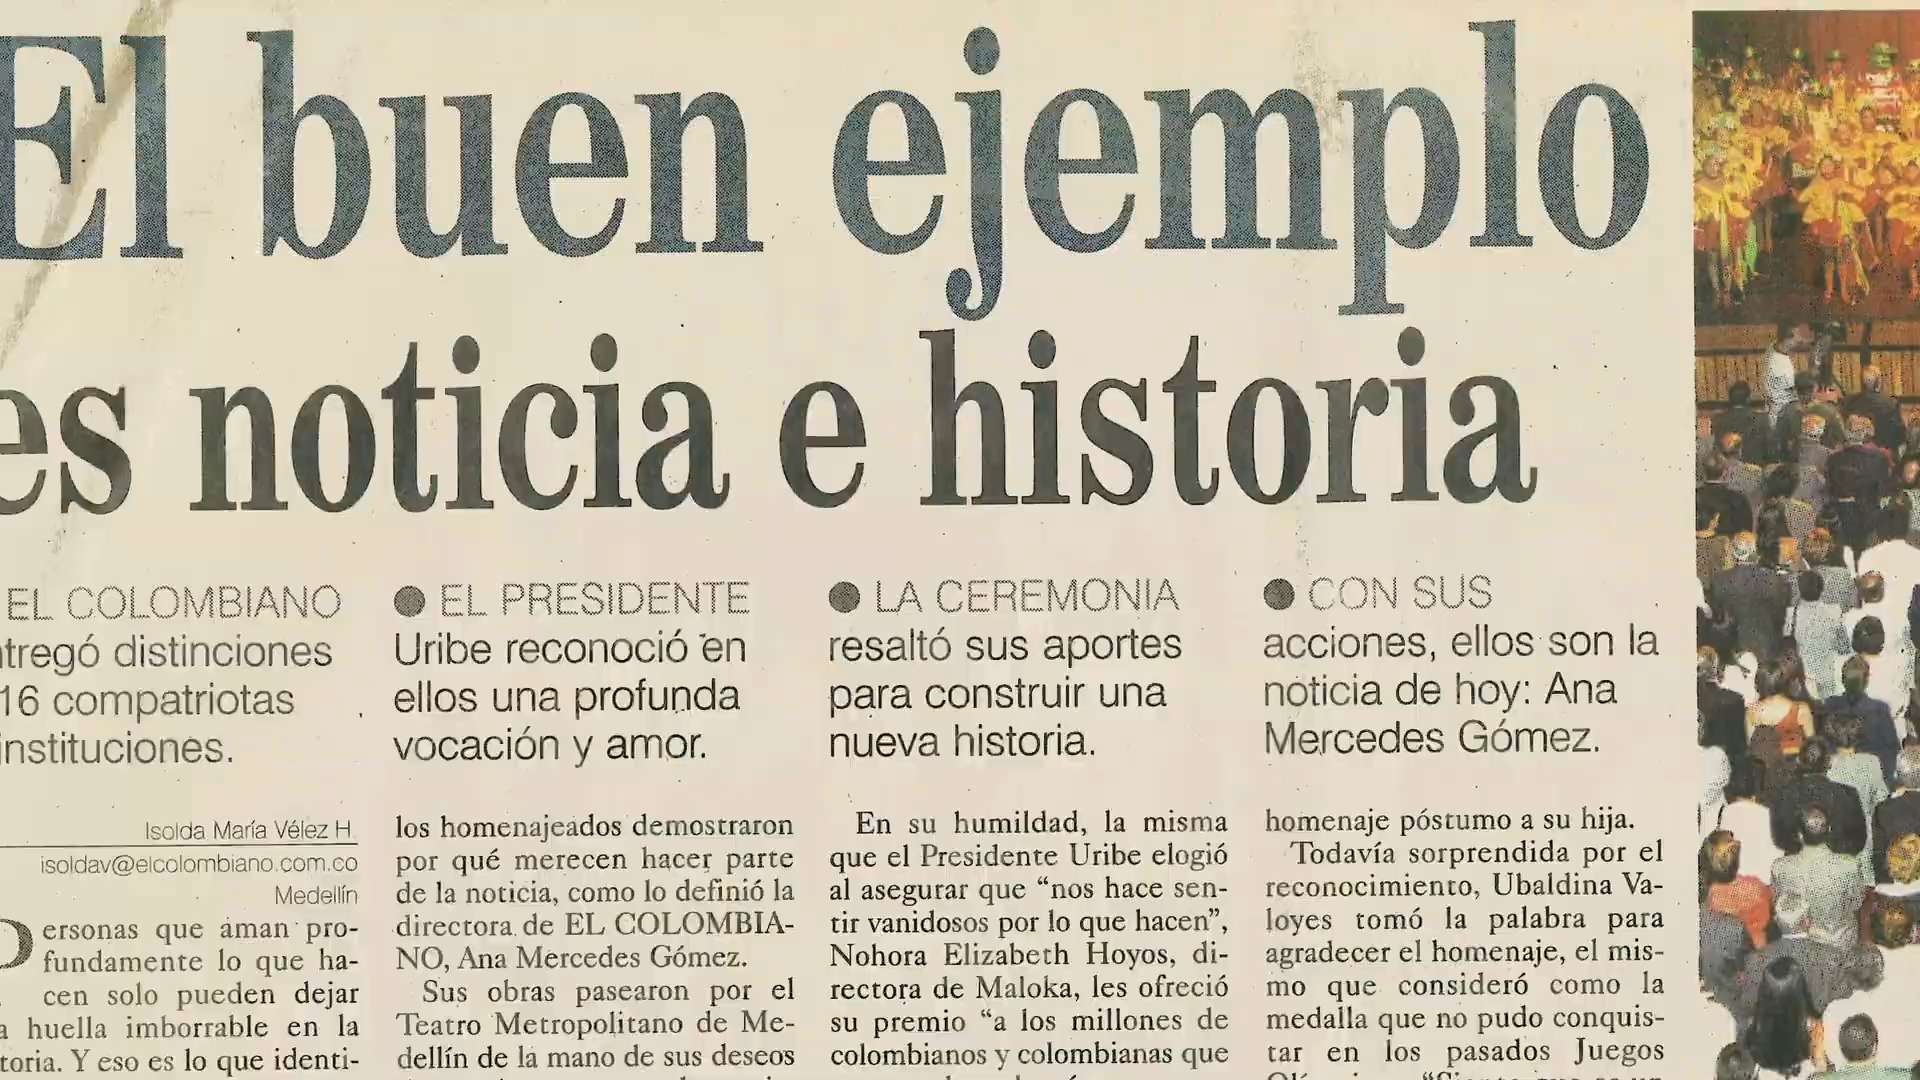 El buen ejemplo
es noticia e historia
EL COLOMBIANO
distinciones
16 compatriotas
instituciones.
● EL PRESIDENTE
Uribe reconoció en
ellos una profunda
vocación y amor.
● LA CEREMONIA
resaltó sus aportes
para construir una
nueva historia.
● CON SUS
acciones, ellos son la
noticia de hoy: Ana
Mercedes Gómez.
Isolda María Vélez H.
isoldav@elcolombiano.com.co
Medellín
Personas que aman pro-
fundamente lo que ha-
cen solo pueden dejar
huella imborrable en la
Y eso es lo que identi-
los homenajeados demostraron
por qué merecen hacer parte
de la noticia, como lo definió la
directora de EL COLOMBIA-
NO, Ana Mercedes Gómez.
Sus obras pasearon por el
Teatro Metropolitano de Me-
dellín de la mano de sus deseos
En su humildad, la misma
que el Presidente Uribe elogió
al asegurar que “nos hace sen-
tir vanidosos por lo que hacen”,
Nohora Elizabeth Hoyos, di-
rectora de Maloka, les ofreció
su premio “a los millones de
colombianos y colombianas que
homenaje póstumo a su hija.
Todavía sorprendida por el
reconocimiento, Ubaldina Va-
loyes tomó la palabra para
agradecer el homenaje, el mis-
mo que consideró como la
medalla que no pudo conquis-
tar en los pasados Juegos